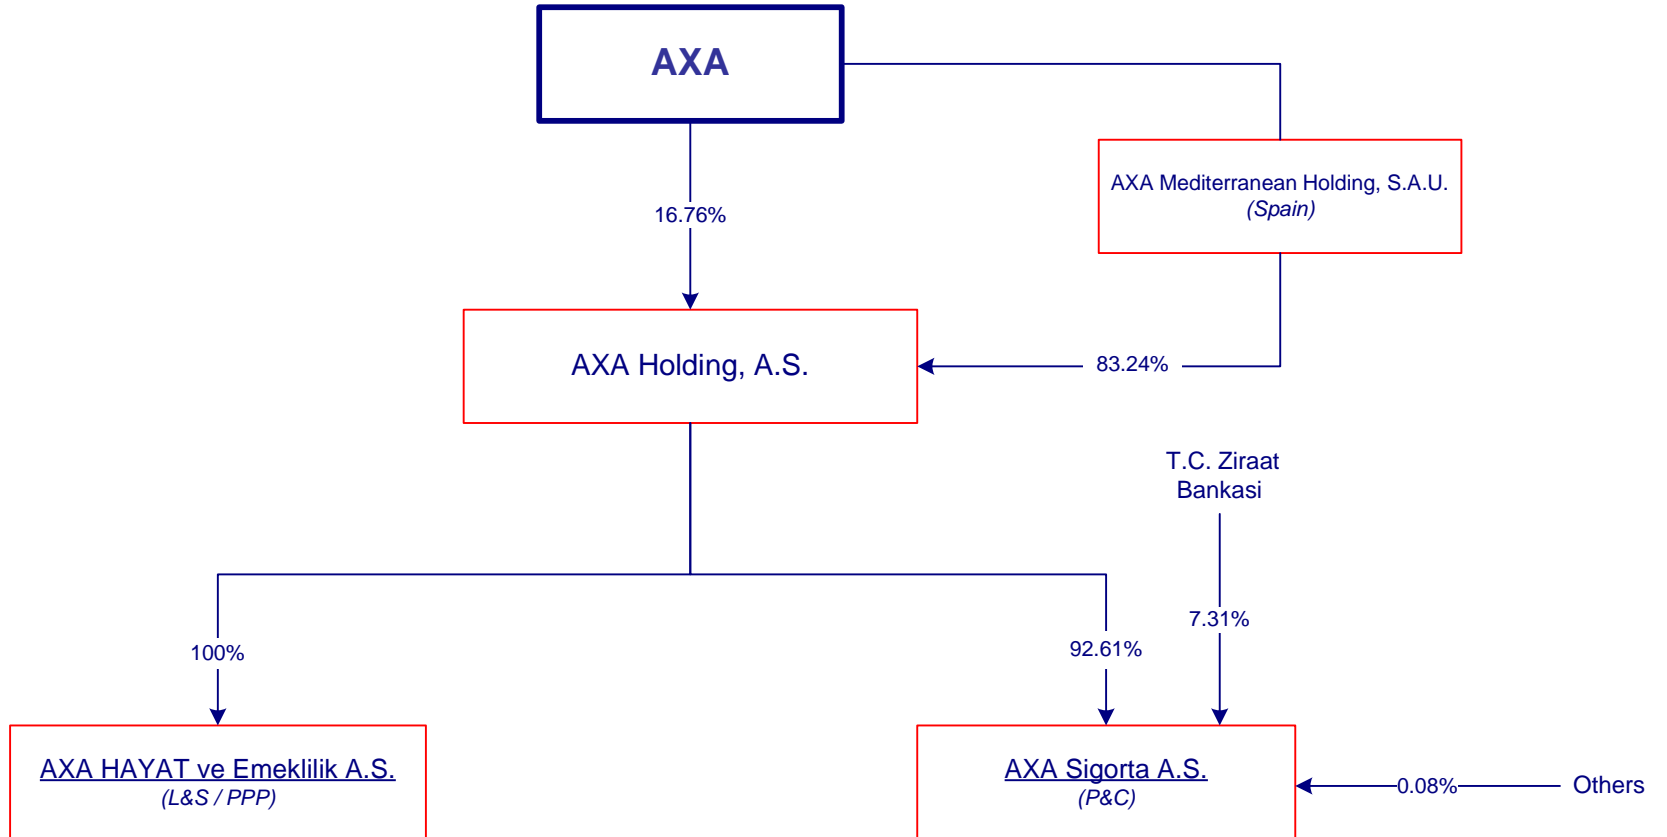 AXA
AXA Mediterranean Holding, S.A.U.
(Spain)
16.76%
AXA Holding, A.S.
83.24%
T.C. Ziraat
Bankasi
7.31%
100%
92.61%
AXA HAYAT ve Emeklilik A.S.
(L&S / PPP)
AXA Sigorta A.S.
(P&C)
0.08%
Others